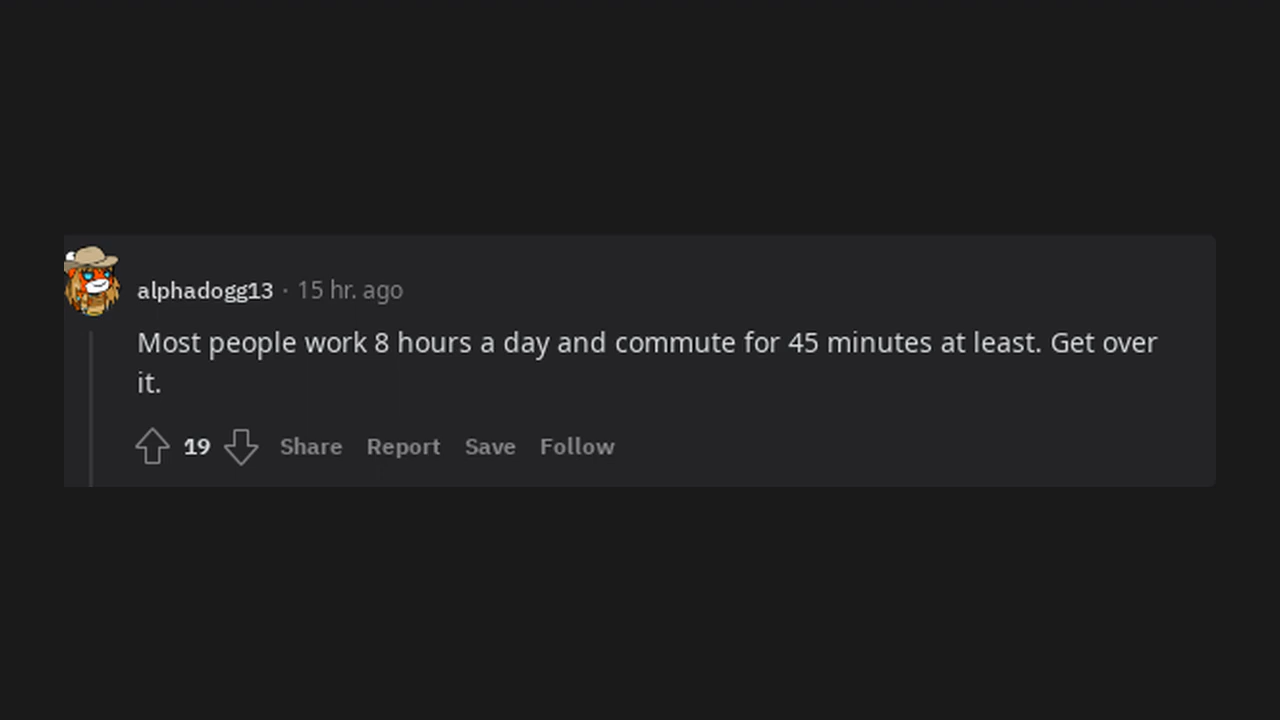 alphadogg13 · 15 hr. ago
Most people work 8 hours a day and commute for 45 minutes at least. Get over
it.
19 Share Report Save Follow